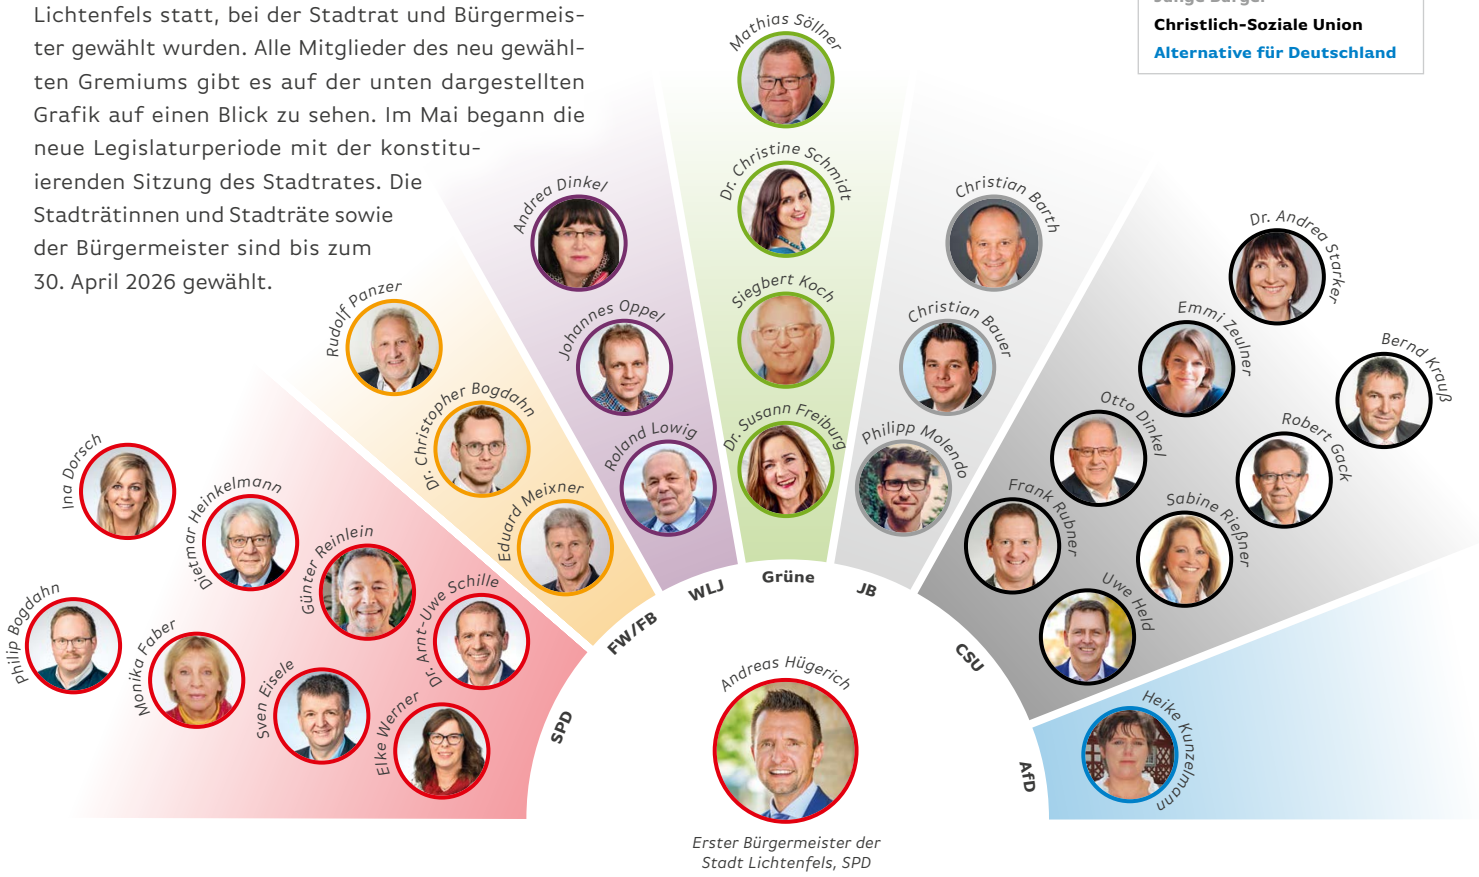 Lichtenfels statt, bei der Stadtrat und Bürgermeis-
ter gewählt wurden. Alle Mitglieder des neu gewähl-
ten Gremiums gibt es auf der unten dargestellten
Grafik auf einen Blick zu sehen. Im Mai begann die
neue Legislaturperiode mit der konstitu-
ierenden Sitzung des Stadtrates. Die
Stadträtinnen und Stadträte sowie
der Bürgermeister sind bis zum
30. April 2026 gewählt.
Junge Bürger
Christlich-Soziale Union
Alternative für Deutschland
Ina Dorsch
Dietmar Heinkelmann
Günter Reinlein
Dr. Arnt-Uwe Schille
Philip Bogdahn
Monika Faber
Sven Eisele
Elke Werner
SPD
Rudolf Panzer
Dr. Christopher Bogdahn
Eduard Meixner
FW/FB
Andrea Dinkel
Johannes Oppel
Roland Lowig
WLJ
Mathias Söllner
Dr. Christine Schmidt
Siegbert Koch
Dr. Susann Freiburg
Grüne
Christian Barth
Christian Bauer
Philipp Molendo
JB
Dr. Andrea Starker
Emmi Zeulner
Bernd Krauß
Otto Dinkel
Robert Gack
Frank Rubner
Sabine Rießner
Uwe Held
CSU
Heike Kunzelmann
AfD
Andreas Hügerich
Erster Bürgermeister der
Stadt Lichtenfels, SPD